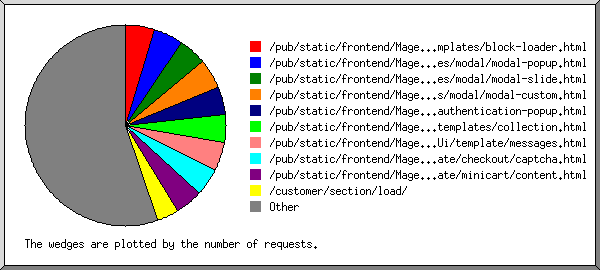 /pub/static/frontend/Mage...mplates/block-loader.html
/pub/static/frontend/Mage...es/modal/modal-popup.html
/pub/static/frontend/Mage...es/modal/modal-slide.html
/pub/static/frontend/Mage...s/modal/modal-custom.html
/pub/static/frontend/Mage...authentication-popup.html
/pub/static/frontend/Mage...templates/collection.html
/pub/static/frontend/Mage...Ui/template/messages.html
/pub/static/frontend/Mage...ate/checkout/captcha.html
/pub/static/frontend/Mage...ate/minicart/content.html
/customer/section/load/
Other
The wedges are plotted by the number of requests.